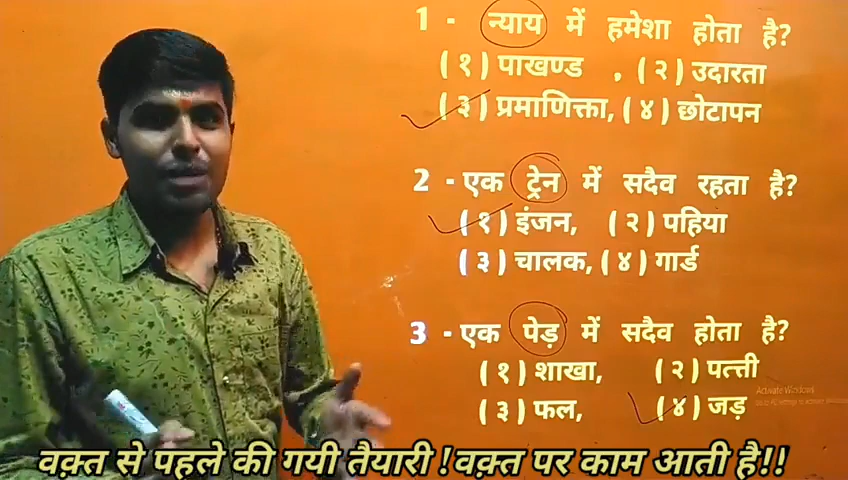 1 - न्याय में हमेशा होता है?
(१) पाखण्ड , (२) उदारता
(३) प्रमाणिक्ता, (४) छोटापन
2 - एक ट्रेन में सदैव रहता है?
(१) इंजन, (२) पहिया
(३) चालक, (४) गार्ड
3 - एक पेड़ में सदैव होता है?
(१) शाखा, (२) पत्ती
(३) फल, (४) जड़
Activate Windows
वक़्त से पहले की गयी तैयारी ! वक़्त पर काम आती है!!